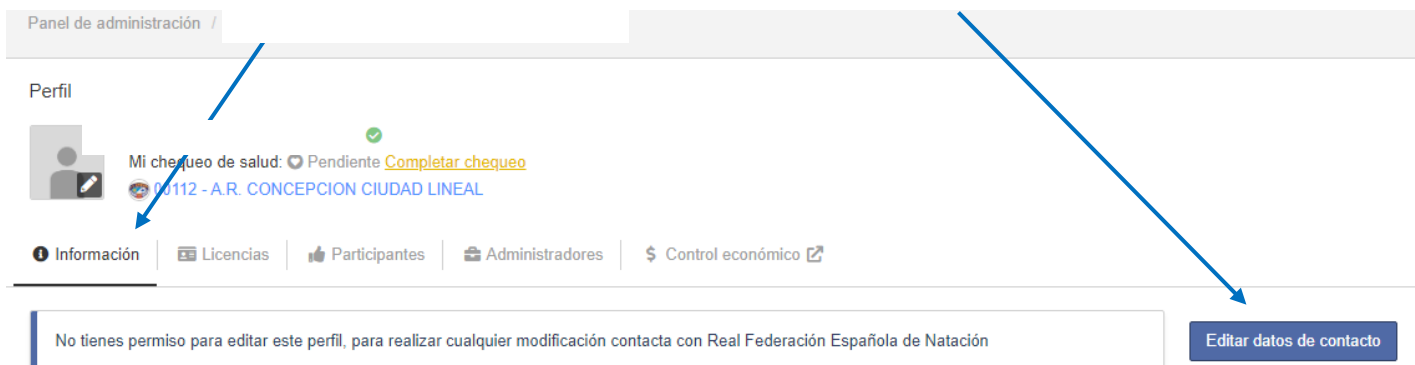 Panel de administración /
Perfil
Mi chequeo de salud: Pendiente Completar chequeo
00112 - A.R. CONCEPCION CIUDAD LINEAL
Información Licencias Participantes Administradores $ Control económico
No tienes permiso para editar este perfil, para realizar cualquier modificación contacta con Real Federación Española de Natación
Editar datos de contacto